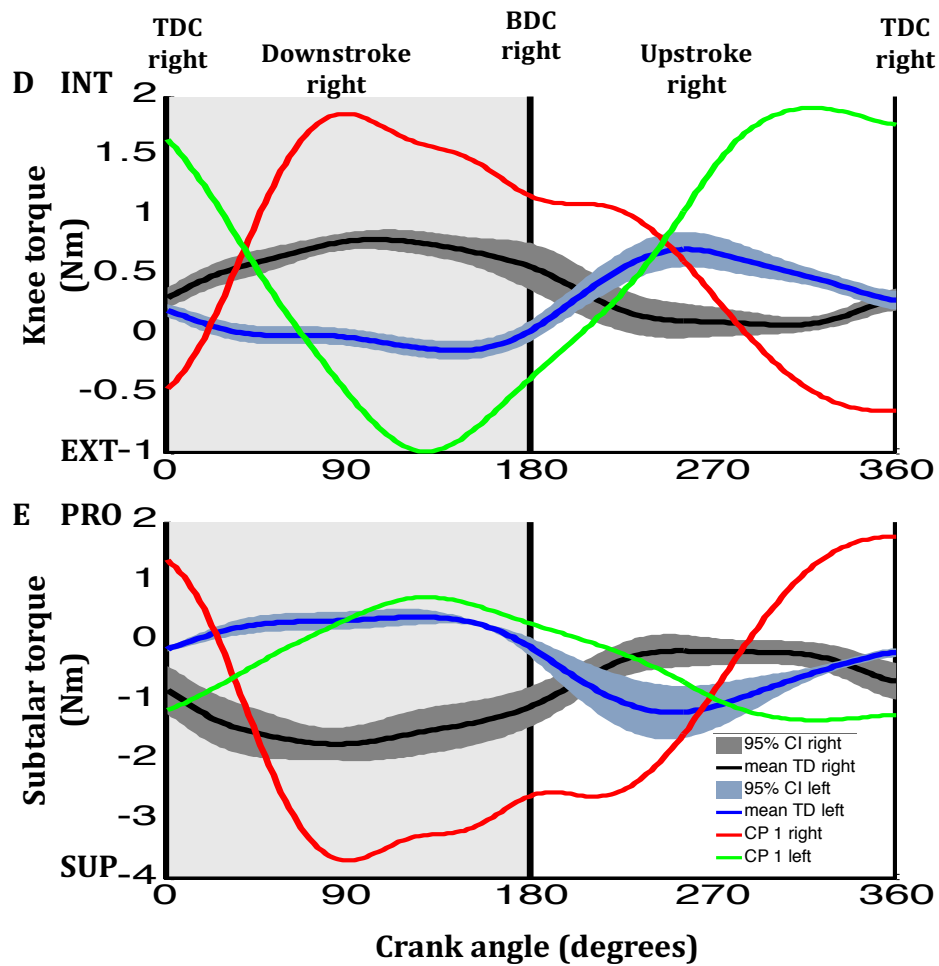 TDC right
Downstroke right
BDC right
Upstroke right
TDC right
D INT
2
1.5
1
0.5
0
-0.5
EXT-1
Knee torque (Nm)
0 90 180 270 360
E PRO
2
1
0
-1
-2
-3
SUP-4
Subtalar torque (Nm)
95% CI right
mean TD right
95% CI left
mean TD left
CP 1 right
CP 1 left
0 90 180 270 360
Crank angle (degrees)